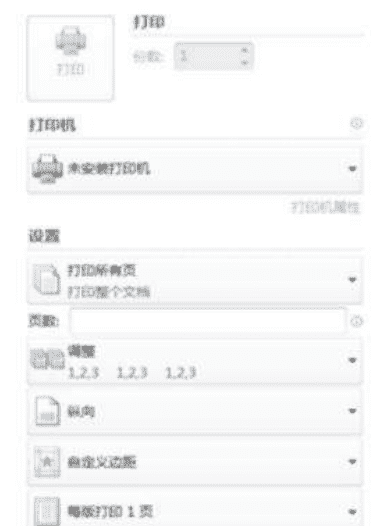 打印
打印
份数: 1
打印机
未安装打印机
打印机属性
设置
打印所有页
打印整个文档
页数:
调整
1,2,3 1,2,3 1,2,3
纵向
自定义边距
每版打印 1 页